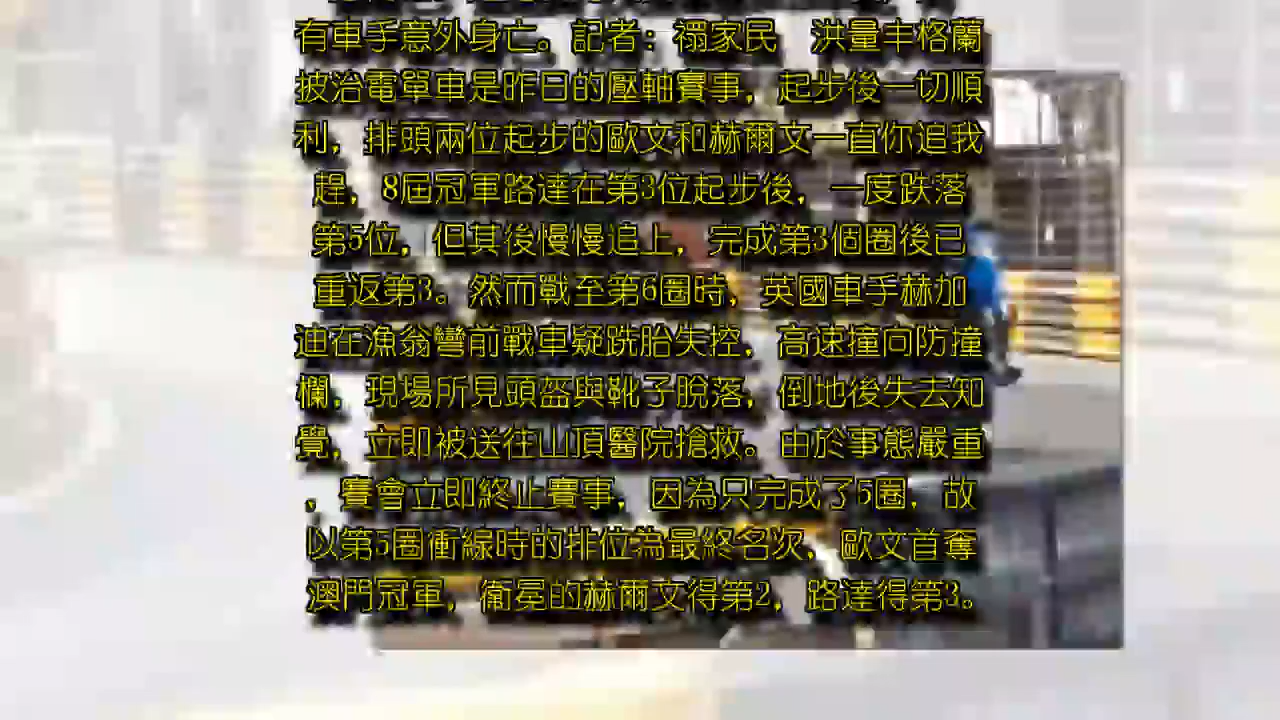 有車手意外身亡。記者：禤家民　洪量丰格蘭
披治電單車是昨日的壓軸賽事，起步後一切順
利，排頭兩位起步的歐文和赫爾文一直你追我
趕，8屆冠軍路達在第3位起步後，一度跌落
第5位，但其後慢慢追上，完成第3個圈後已
重返第3。然而戰至第6圈時，英國車手赫加
迪在漁翁彎前戰車疑跣胎失控，高速撞向防撞
欄，現場所見頭盔與靴子脫落，倒地後失去知
覺，立即被送往山頂醫院搶救。由於事態嚴重
，賽會立即終止賽事，因為只完成了5圈，故
以第5圈衝線時的排位為最終名次，歐文首奪
澳門冠軍，衞冕的赫爾文得第2，路達得第3。